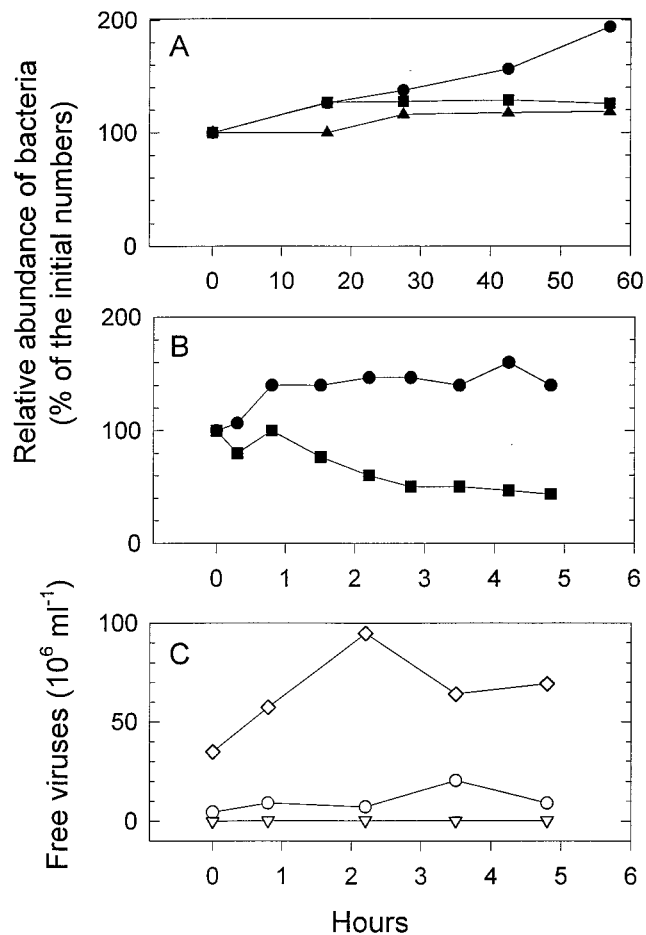 Relative abundance of bacteria
(% of the initial numbers)
A
200
100
0
0 10 20 30 40 50 60
B
200
100
0
0 1 2 3 4 5 6
Free viruses (10⁶ ml⁻¹)
C
100
50
0
0 1 2 3 4 5 6
Hours